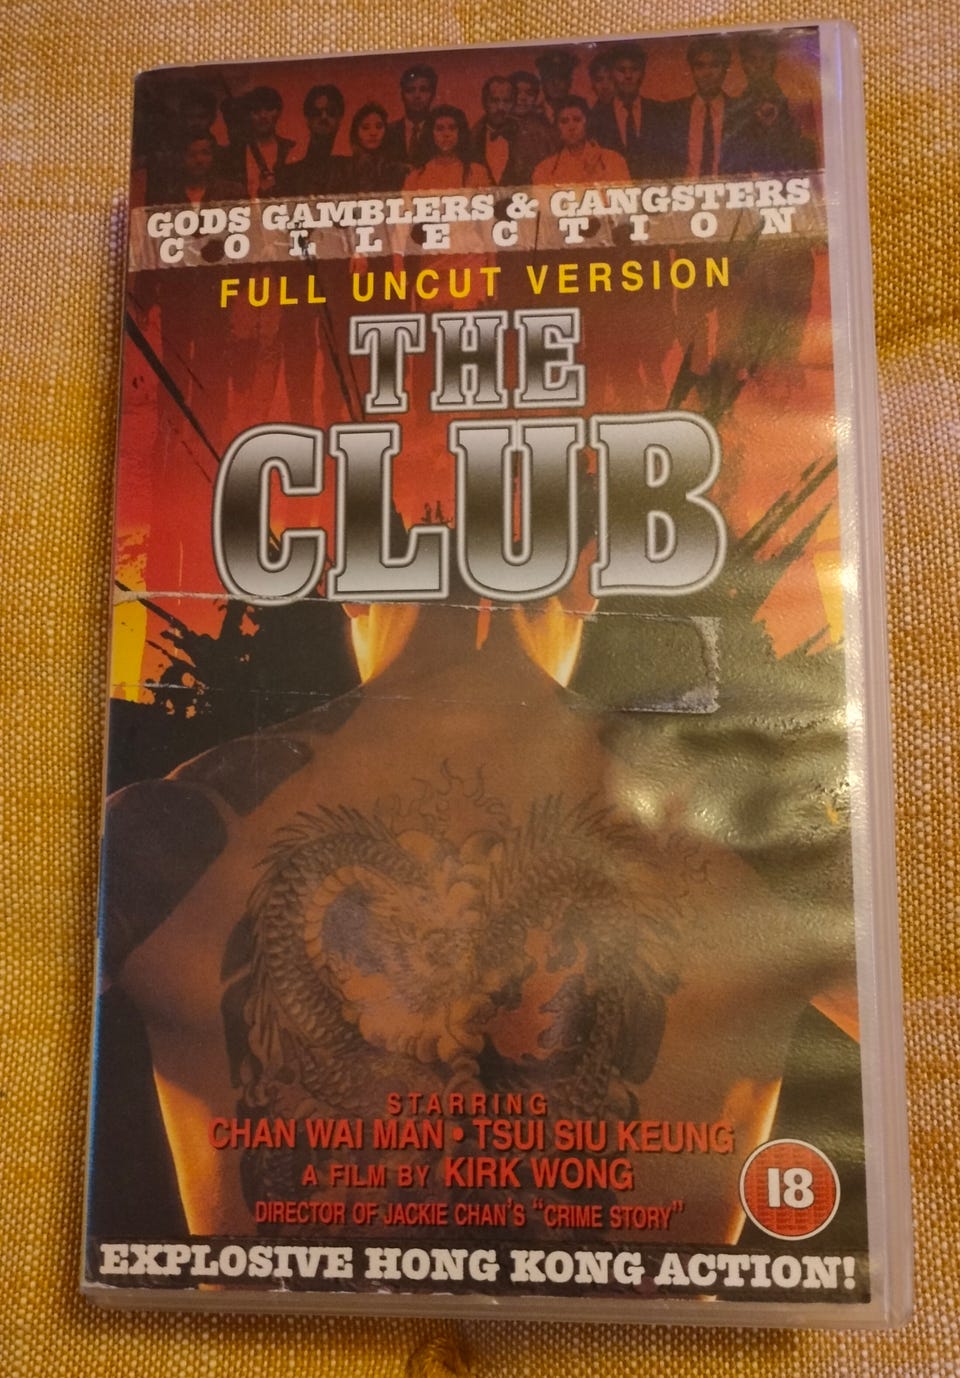 GODS GAMBLERS & GANGSTERS
COLLECTION
FULL UNCUT VERSION
THE
CLUB
STARRING
CHAN WAI MAN • TSUI SIU KEUNG
A FILM BY KIRK WONG
DIRECTOR OF JACKIE CHAN'S "CRIME STORY"
18
EXPLOSIVE HONG KONG ACTION!